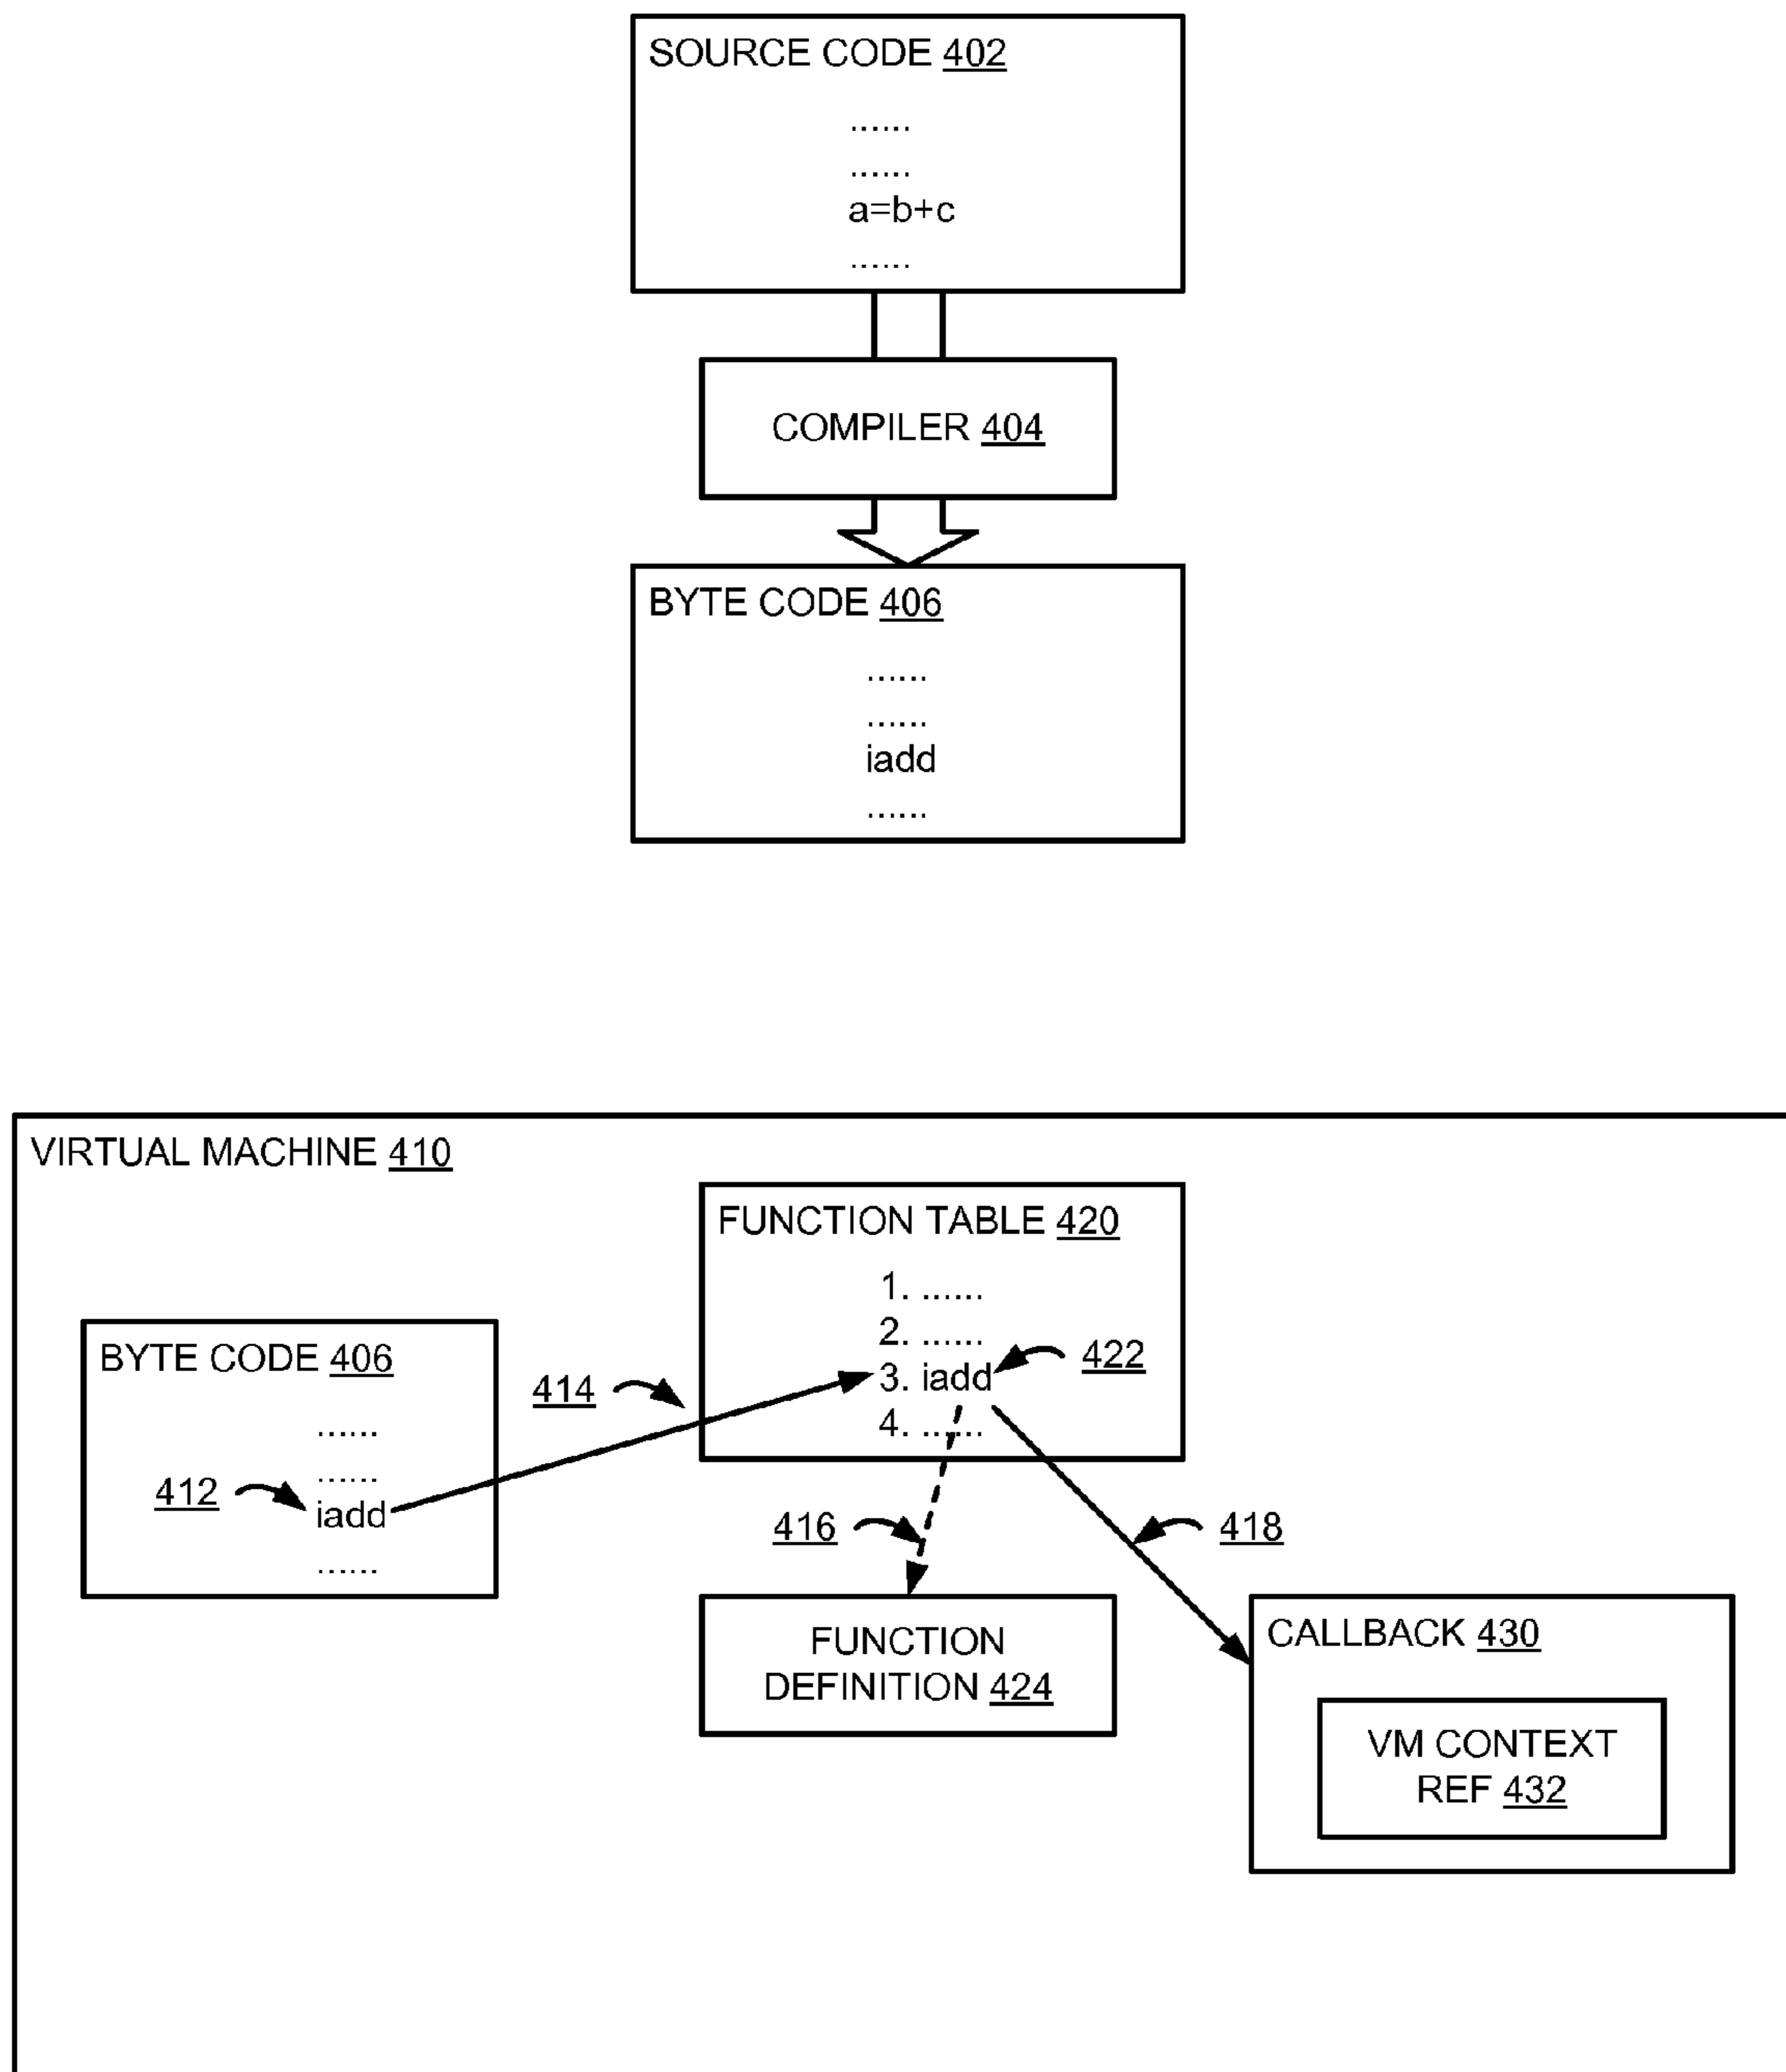 SOURCE CODE 402
......
......
a=b+c
......
COMPILER 404
BYTE CODE 406
......
......
iadd
......
VIRTUAL MACHINE 410
FUNCTION TABLE 420
1. ......
2. ......
3. iadd
4. ......
422
BYTE CODE 406
......
......
iadd
......
412
414
416
418
FUNCTION
DEFINITION 424
CALLBACK 430
VM CONTEXT
REF 432